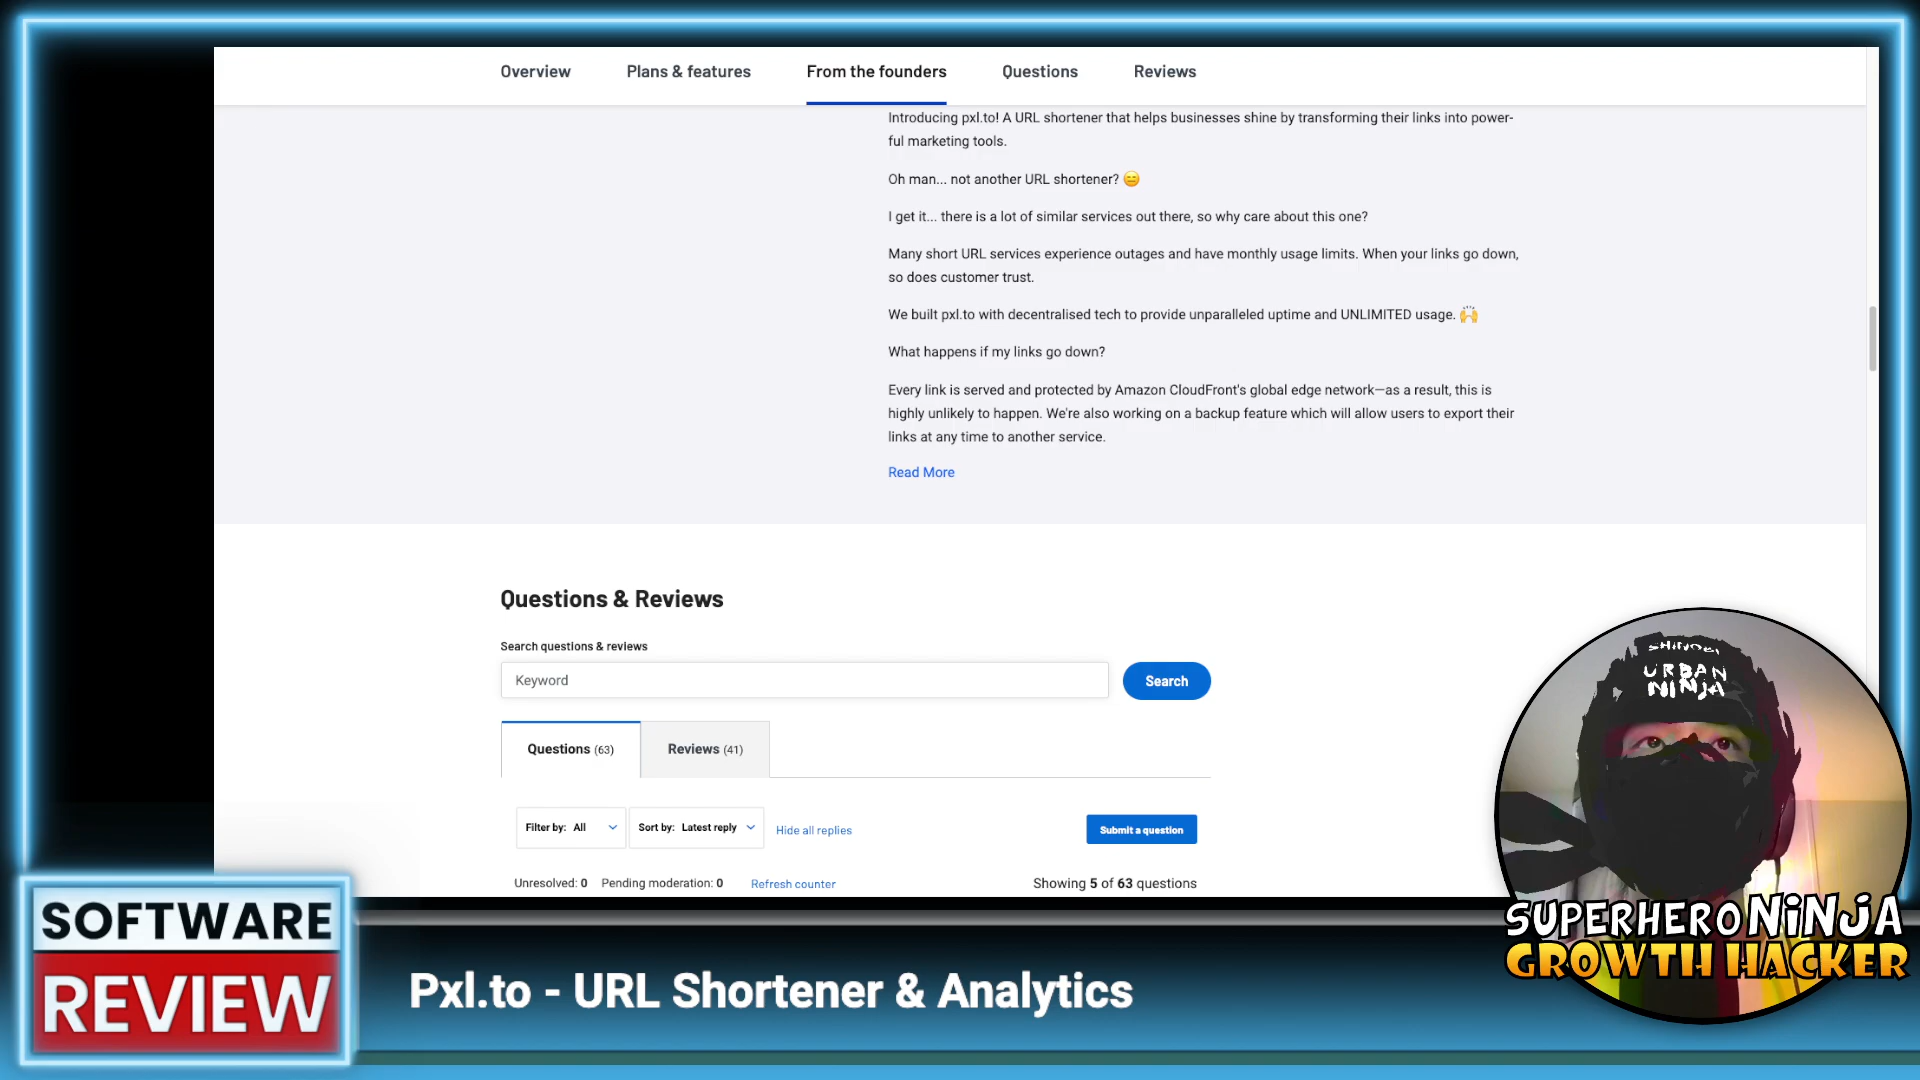 Overview Plans & features From the founders Questions Reviews
Introducing pxl.to! A URL shortener that helps businesses shine by transforming their links into power-
ful marketing tools.
Oh man... not another URL shortener? 😑
I get it... there is a lot of similar services out there, so why care about this one?
Many short URL services experience outages and have monthly usage limits. When your links go down,
so does customer trust.
We built pxl.to with decentralised tech to provide unparalleled uptime and UNLIMITED usage. 🙌
What happens if my links go down?
Every link is served and protected by Amazon CloudFront's global edge network—as a result, this is
highly unlikely to happen. We're also working on a backup feature which will allow users to export their
links at any time to another service.
Read More
Questions & Reviews
Search questions & reviews
Keyword
Search
Questions (63) Reviews (41)
Filter by: All Sort by: Latest reply Hide all replies Submit a question
Unresolved: 0 Pending moderation: 0 Refresh counter Showing 5 of 63 questions
SHINOBI
URBAN
NINJA
SUPERHERO NINJA
GROWTH HACKER
SOFTWARE
REVIEW
Pxl.to - URL Shortener & Analytics